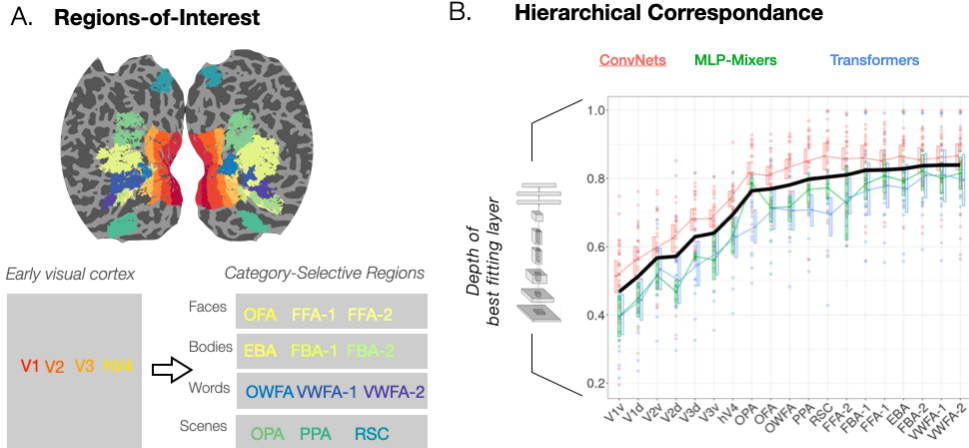 A. Regions-of-Interest
Early visual cortex
V1 V2 V3 hV4
Category-Selective Regions
Faces
OFA FFA-1 FFA-2
Bodies
EBA FBA-1 FBA-2
Words
OWFA VWFA-1 VWFA-2
Scenes
OPA PPA RSC
B. Hierarchical Correspondance
ConvNets MLP-Mixers Transformers
Depth of
best fitting layer
1.0
0.8
0.6
0.4
0.2
V1v V1d V2v V2d V3d V3v hV4 OPA OFA OWFA PPA RSC FFA-2 FBA-1 FFA-1 EBA FBA-2 VWFA-1 VWFA-2